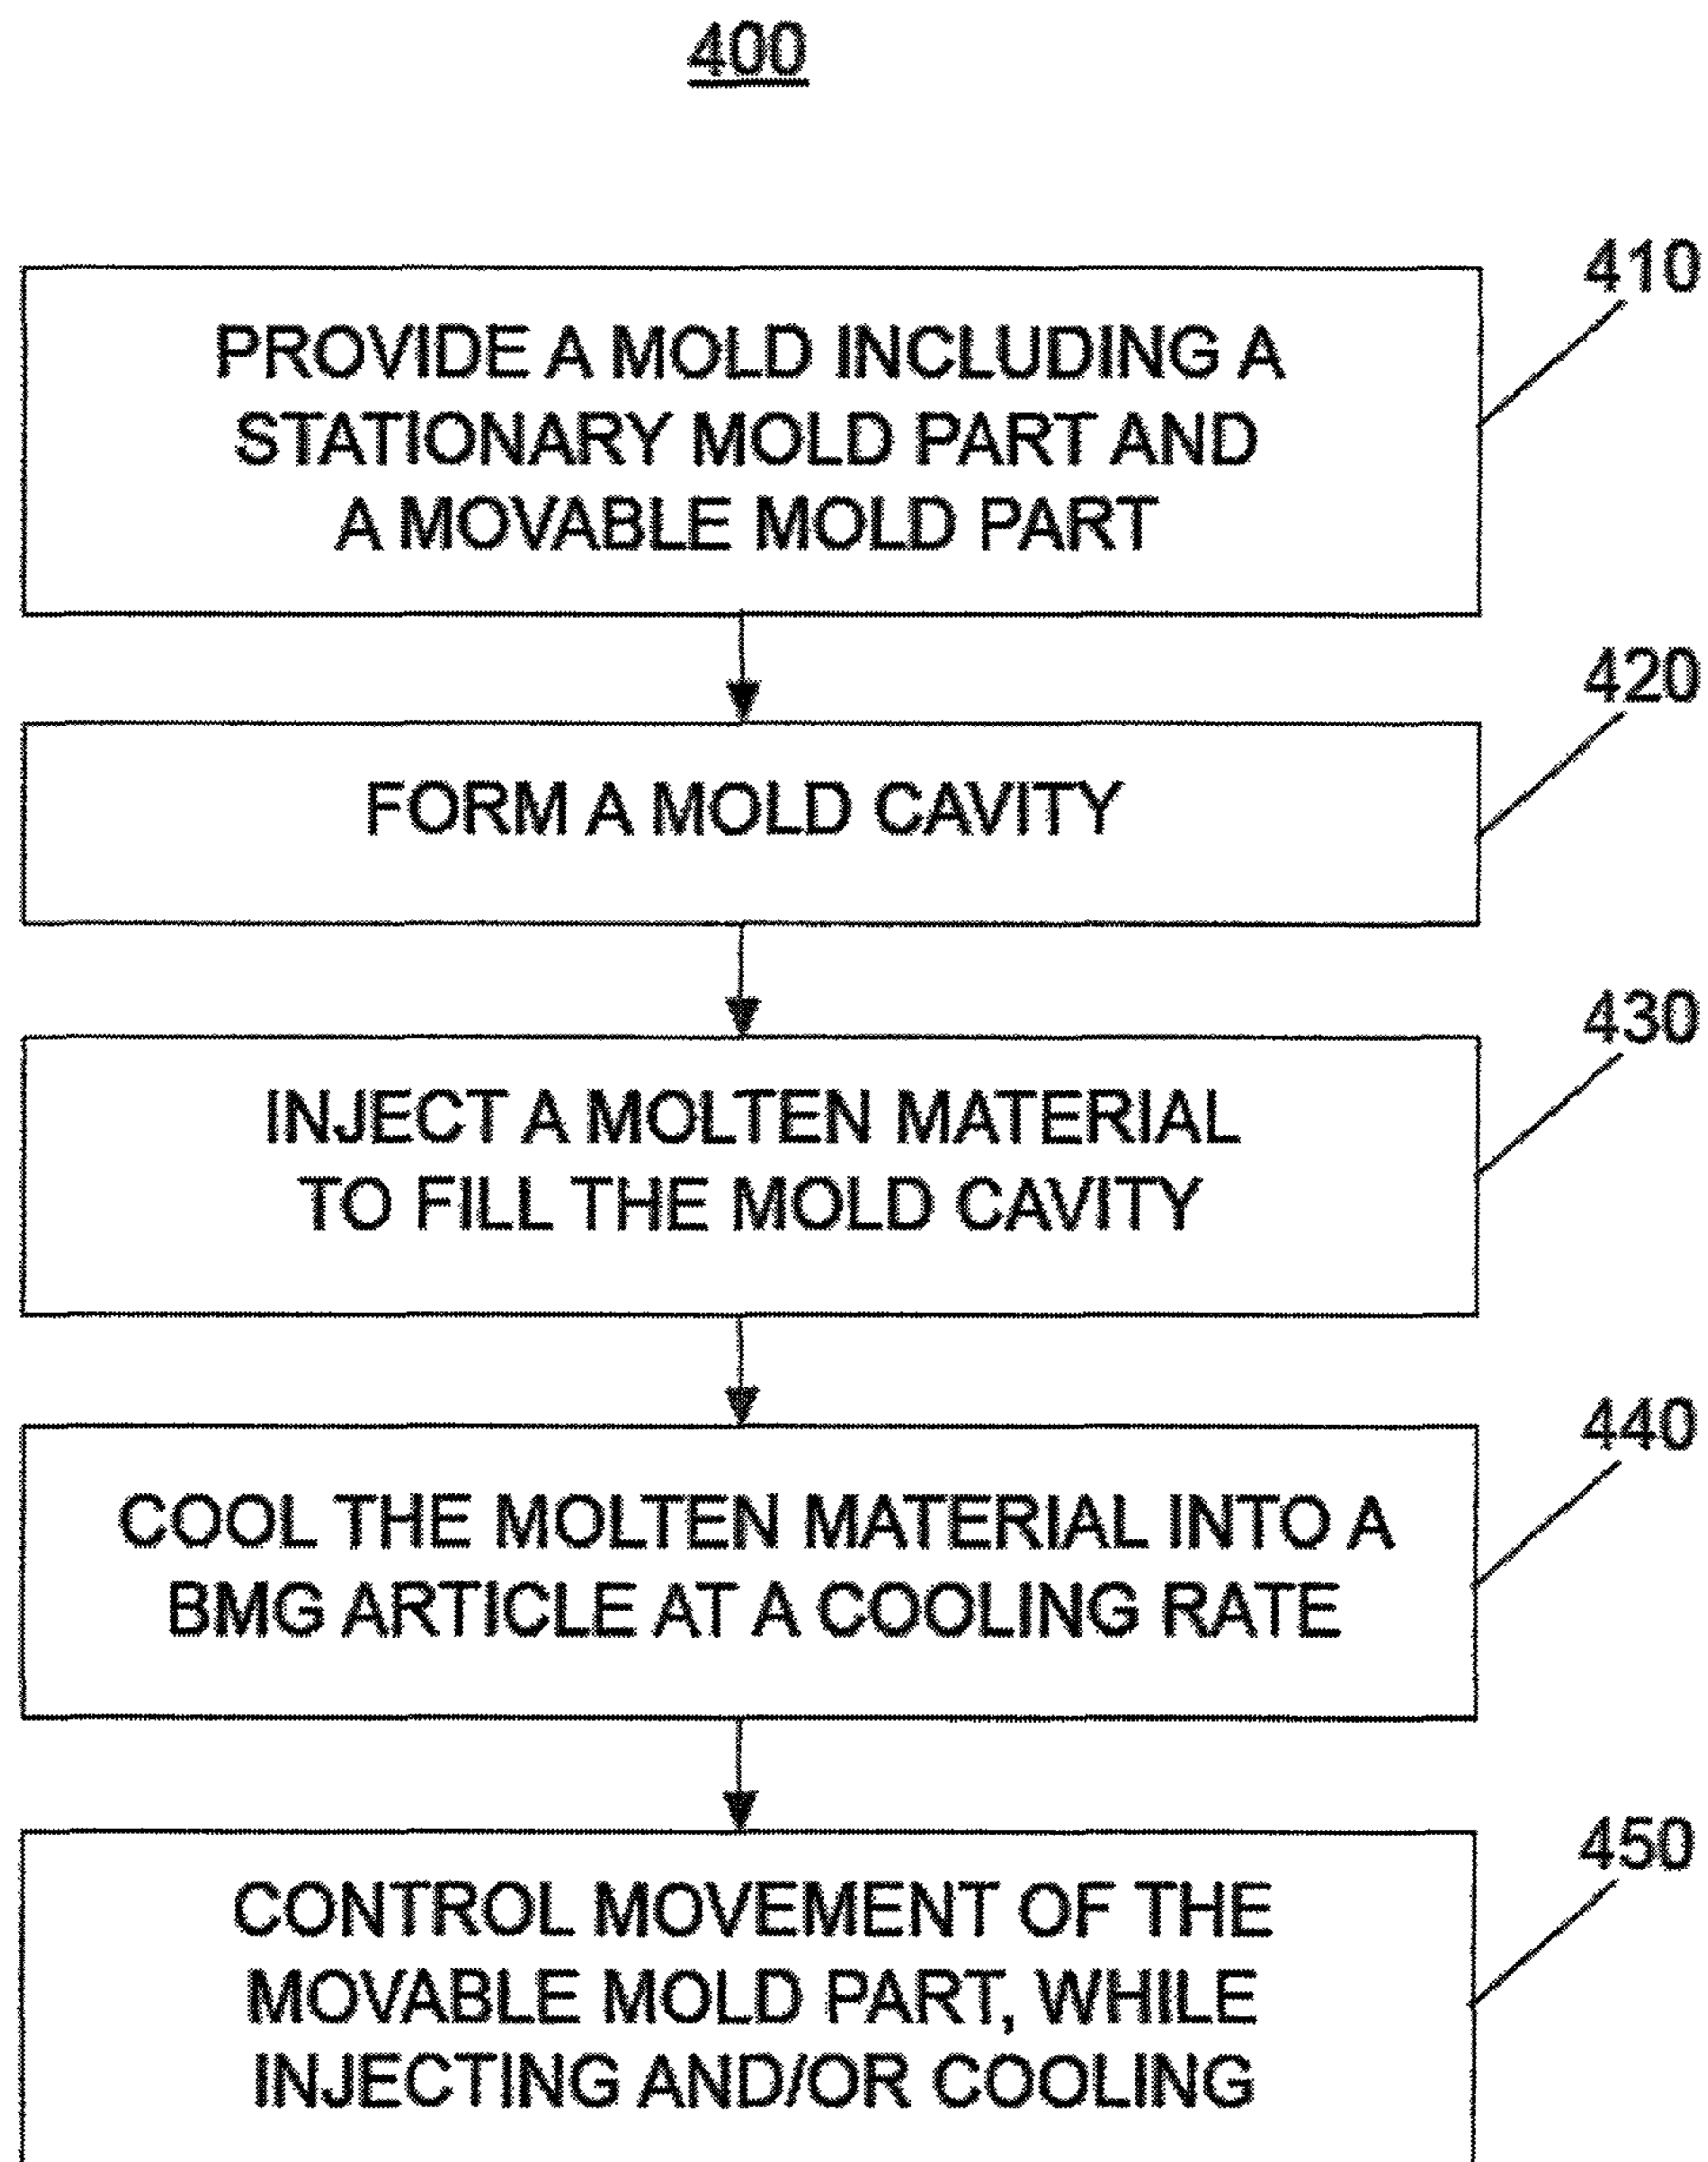 400
410
PROVIDE A MOLD INCLUDING A
STATIONARY MOLD PART AND
A MOVABLE MOLD PART
420
FORM A MOLD CAVITY
430
INJECT A MOLTEN MATERIAL
TO FILL THE MOLD CAVITY
440
COOL THE MOLTEN MATERIAL INTO A
BMG ARTICLE AT A COOLING RATE
450
CONTROL MOVEMENT OF THE
MOVABLE MOLD PART, WHILE
INJECTING AND/OR COOLING